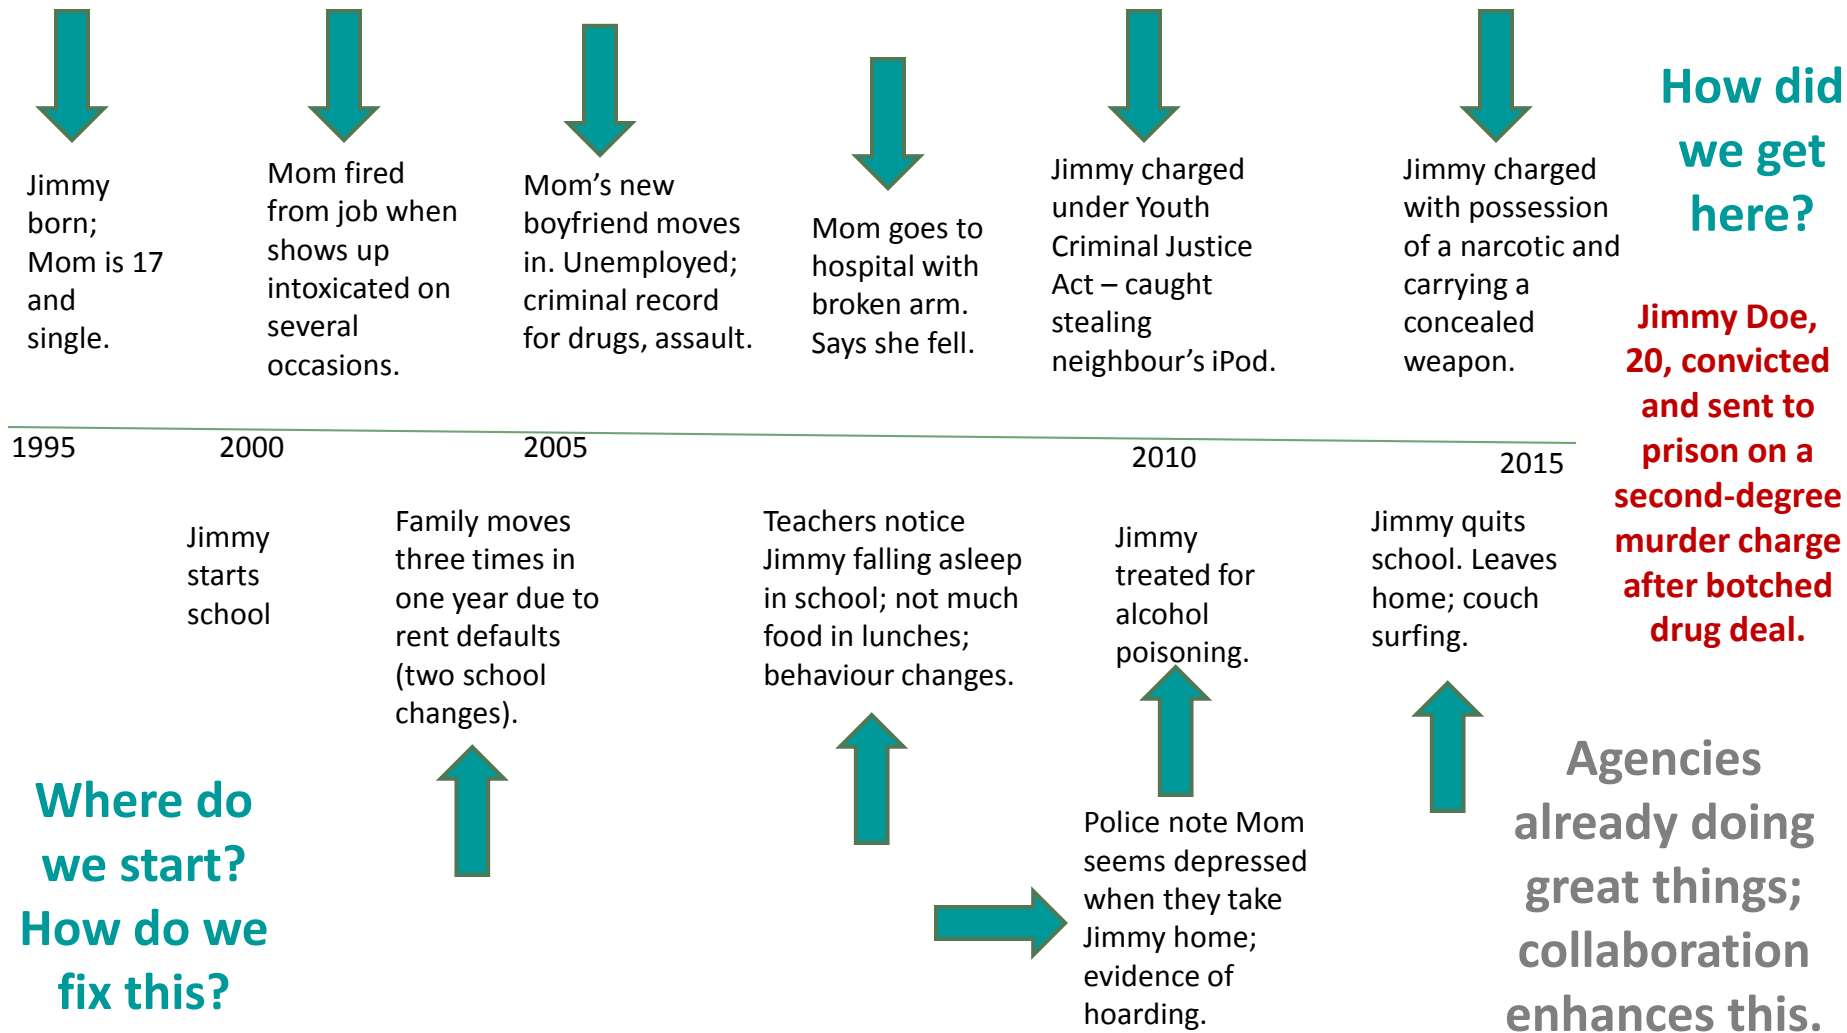 Jimmy
born;
Mom is 17
and
single.
Mom fired
from job when
shows up
intoxicated on
several
occasions.
Mom’s new
boyfriend moves
in. Unemployed;
criminal record
for drugs, assault.
Mom goes to
hospital with
broken arm.
Says she fell.
Jimmy charged
under Youth
Criminal Justice
Act – caught
stealing
neighbour’s iPod.
Jimmy charged
with possession
of a narcotic and
carrying a
concealed
weapon.
How did
we get
here?
Jimmy Doe,
20, convicted
and sent to
prison on a
second-degree
murder charge
after botched
drug deal.
1995
2000
2005
2010
2015
Jimmy
starts
school
Family moves
three times in
one year due to
rent defaults
(two school
changes).
Teachers notice
Jimmy falling asleep
in school; not much
food in lunches;
behaviour changes.
Jimmy
treated for
alcohol
poisoning.
Jimmy quits
school. Leaves
home; couch
surfing.
Where do
we start?
How do we
fix this?
Police note Mom
seems depressed
when they take
Jimmy home;
evidence of
hoarding.
Agencies
already doing
great things;
collaboration
enhances this.